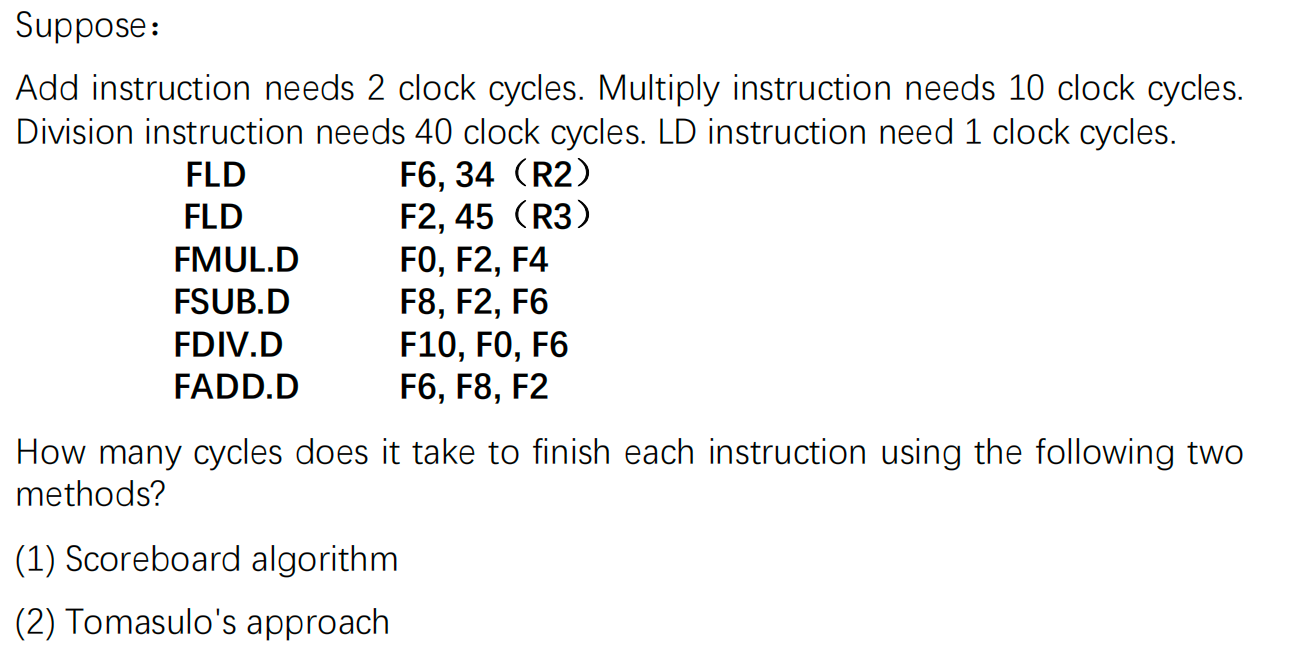 Suppose：
Add instruction needs 2 clock cycles. Multiply instruction needs 10 clock cycles.
Division instruction needs 40 clock cycles. LD instruction need 1 clock cycles.
FLD F6, 34（R2）
FLD F2, 45（R3）
FMUL.D F0, F2, F4
FSUB.D F8, F2, F6
FDIV.D F10, F0, F6
FADD.D F6, F8, F2
How many cycles does it take to finish each instruction using the following two
methods?
(1) Scoreboard algorithm
(2) Tomasulo's approach